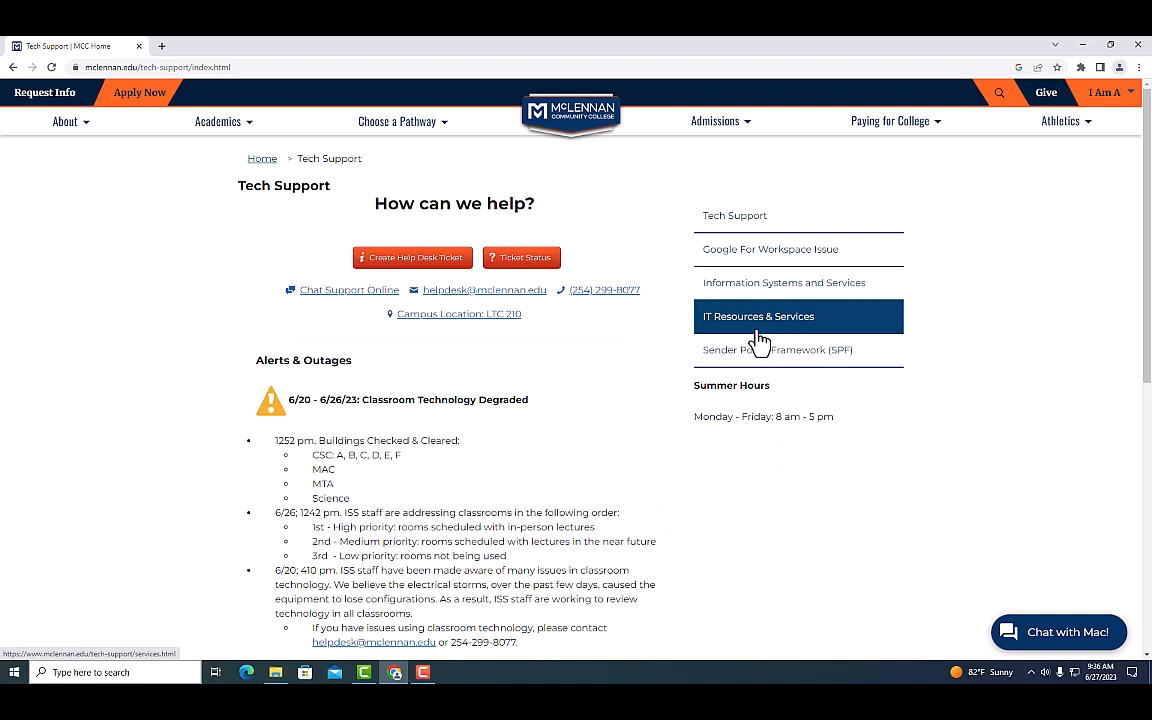 Tech Support | MCC Home
mclennan.edu/tech-support/index.html
Request Info
Apply Now
Give
I Am A
About
Academics
Choose a Pathway
McLENNAN
COMMUNITY COLLEGE
Admissions
Paying for College
Athletics
Home > Tech Support
Tech Support
How can we help?
Create Help Desk Ticket
Ticket Status
Chat Support Online
helpdesk@mclennan.edu
(254) 299-8077
Campus Location: LTC 210
Tech Support
Google For Workspace Issue
Information Systems and Services
IT Resources & Services
Sender Framework (SPF)
Summer Hours
Monday - Friday: 8 am - 5 pm
Alerts & Outages
6/20 - 6/26/23: Classroom Technology Degraded
1252 pm. Buildings Checked & Cleared:
CSC: A, B, C, D, E, F
MAC
MTA
Science
6/26; 1242 pm. ISS staff are addressing classrooms in the following order:
1st - High priority: rooms scheduled with in-person lectures
2nd - Medium priority: rooms scheduled with lectures in the near future
3rd - Low priority: rooms not being used
6/20; 410 pm. ISS staff have been made aware of many issues in classroom
technology. We believe the electrical storms, over the past few days, caused the
equipment to lose configurations. As a result, ISS staff are working to review
technology in all classrooms.
If you have issues using classroom technology, please contact
helpdesk@mclennan.edu or 254-299-8077.
Chat with Mac!
https://www.mclennan.edu/tech-support/services.html
Type here to search
82°F Sunny
9:36 AM
6/27/2023